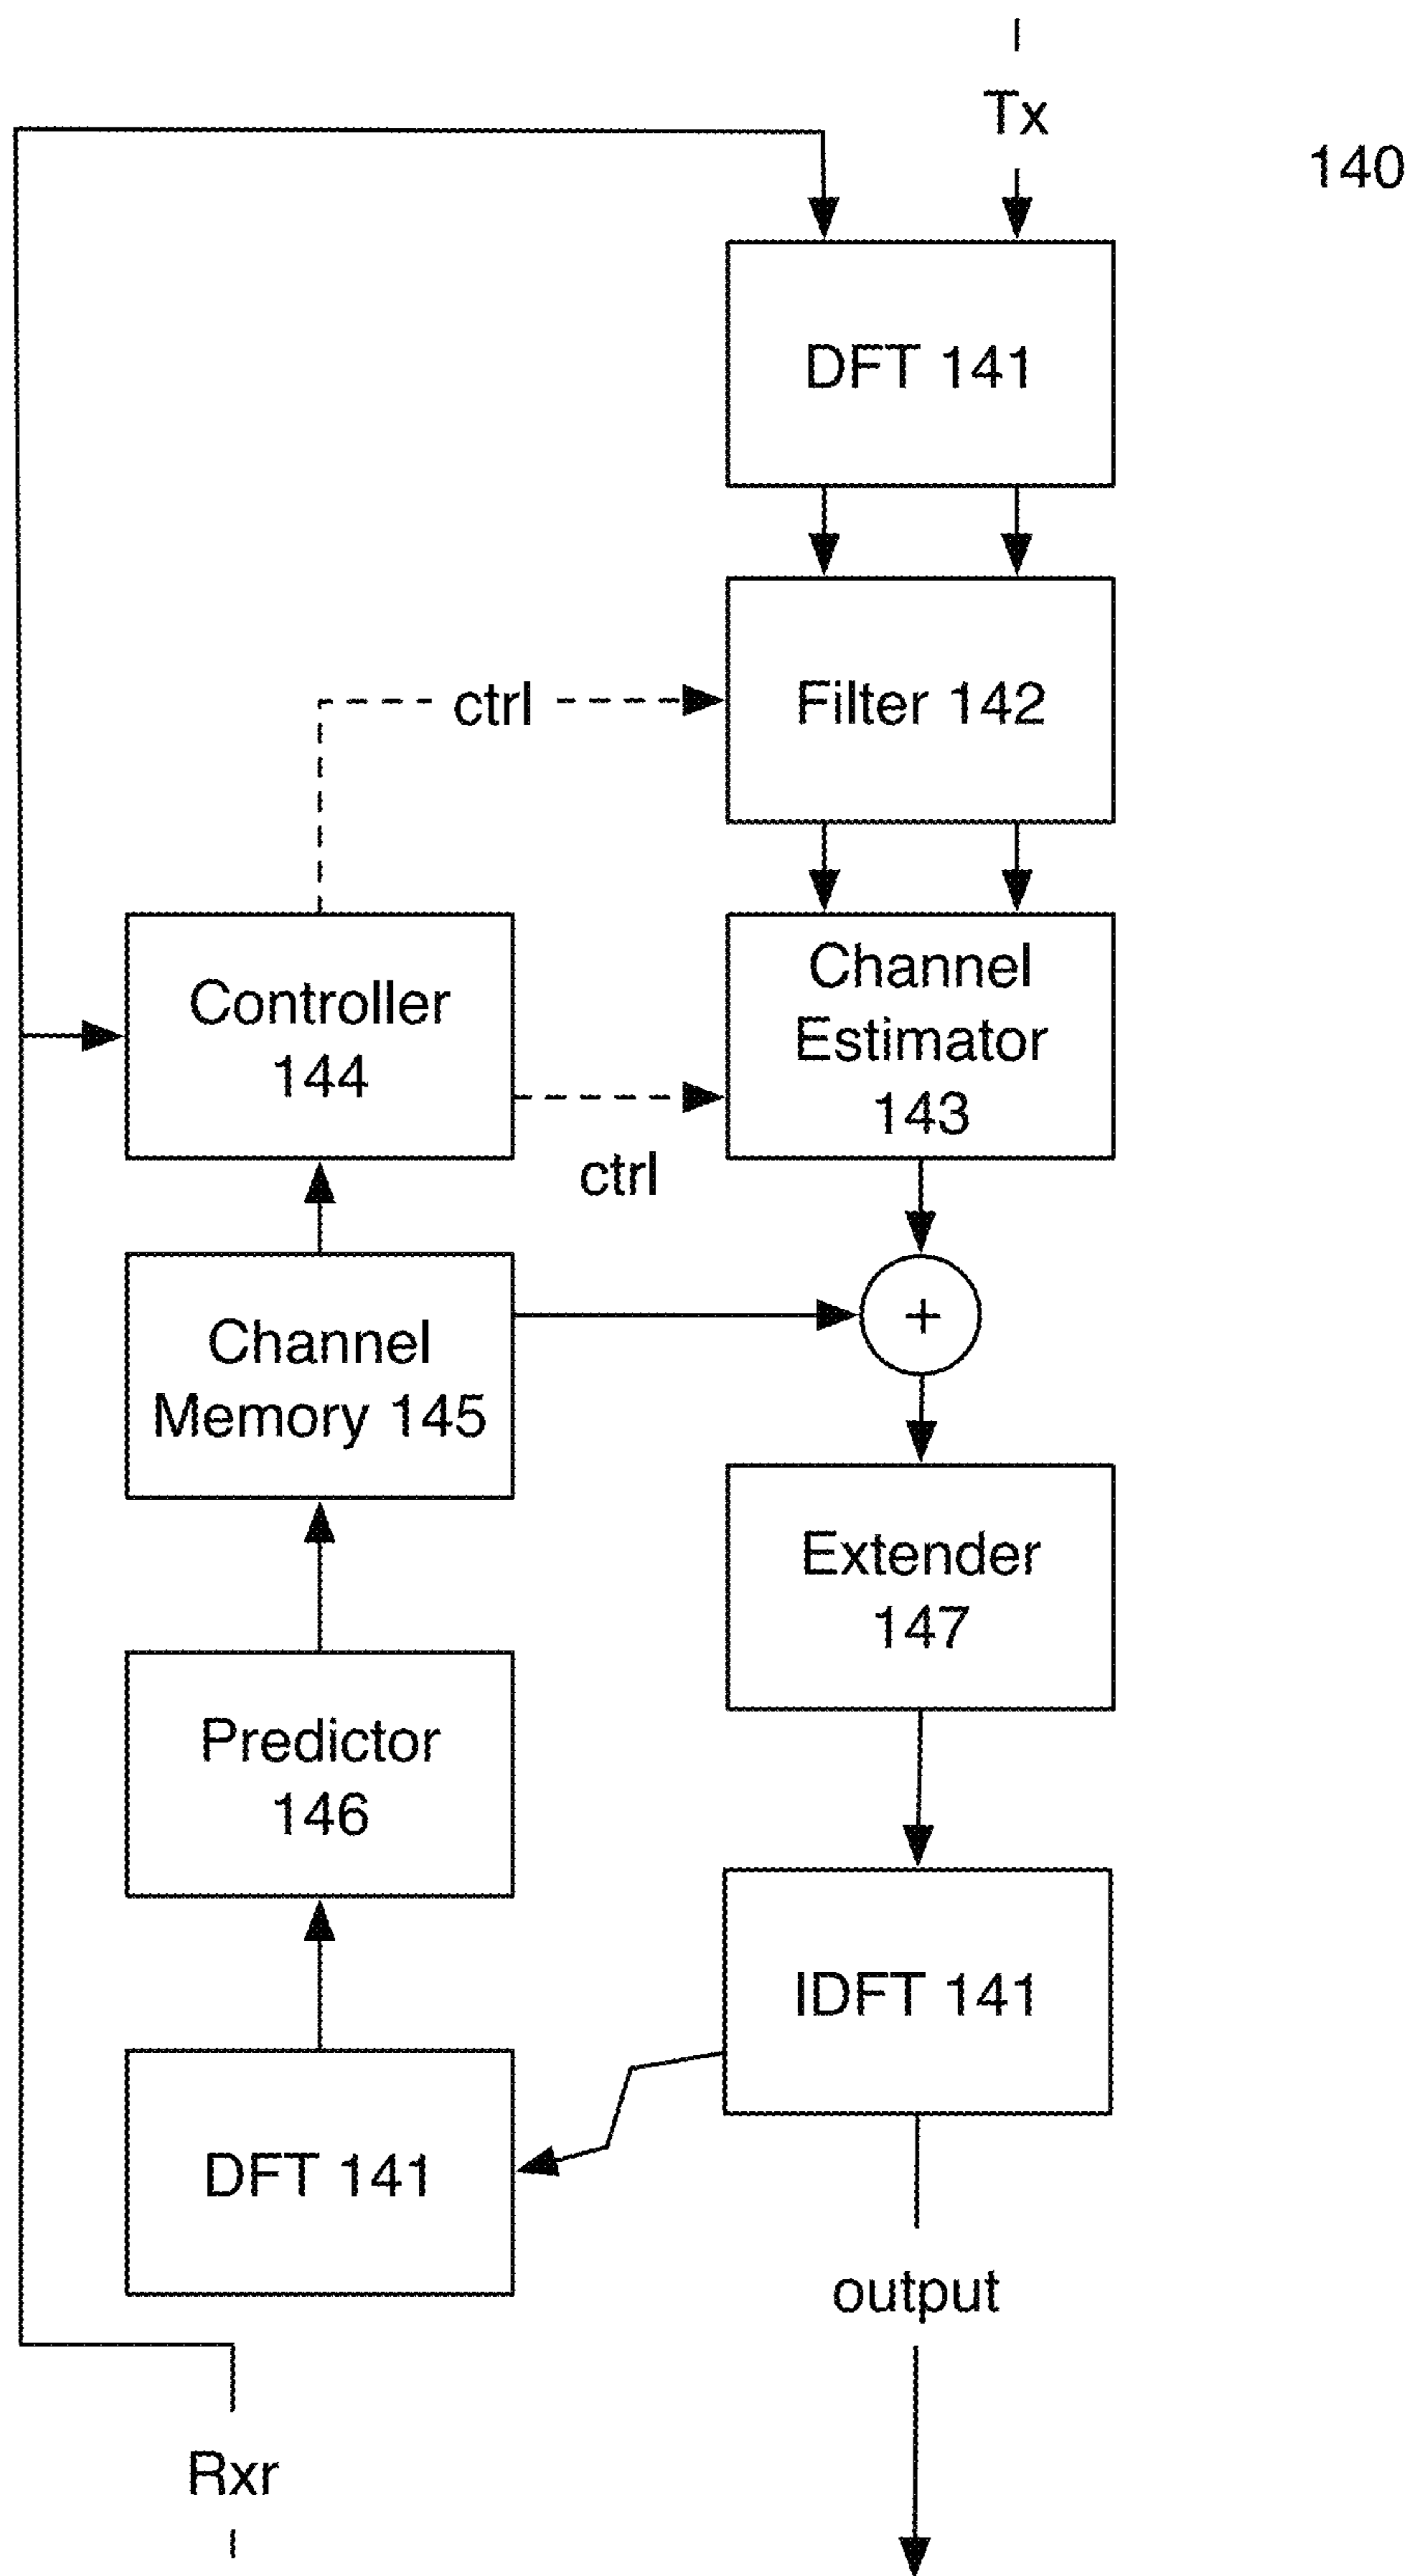 Tx
140
DFT 141
Filter 142
ctrl
Channel
Estimator
143
Controller
144
ctrl
+
Channel
Memory 145
Extender
147
Predictor
146
IDFT 141
DFT 141
output
Rxr